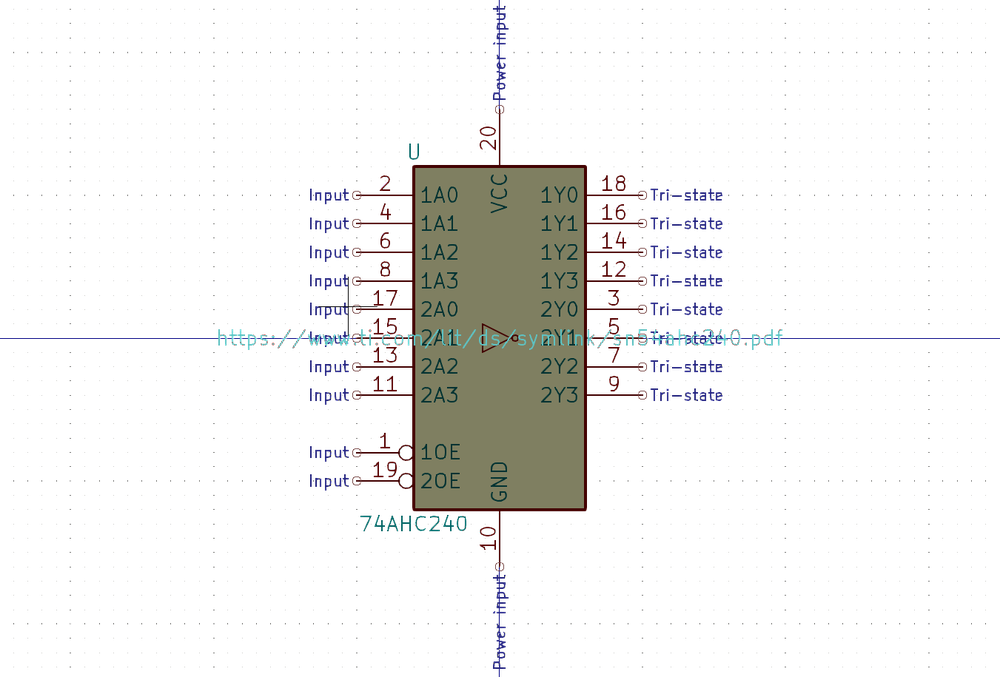 Power input
20
U
VCC
Input 2 1A0 1Y0 18 Tri-state
Input 4 1A1 1Y1 16 Tri-state
Input 6 1A2 1Y2 14 Tri-state
Input 8 1A3 1Y3 12 Tri-state
Input 17 2A0 2Y0 3 Tri-state
Input 15 2A1 2Y1 5 Tri-state
https://www.ti.com/lit/ds/symlink/sn54ahc240.pdf
Input 13 2A2 2Y2 7 Tri-state
Input 11 2A3 2Y3 9 Tri-state
Input 1 1OE
Input 19 2OE
GND
74AHC240
10
Power input